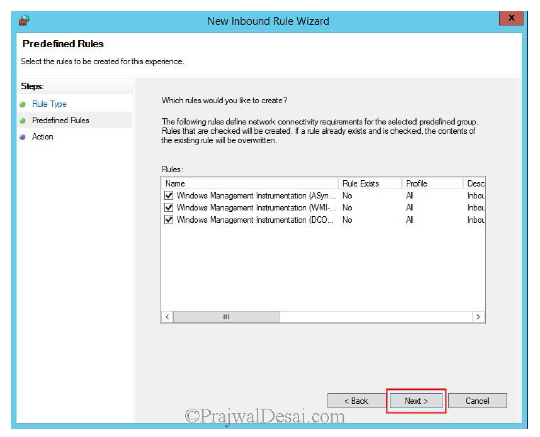 New Inbound Rule Wizard
X
Predefined Rules
Select the rules to be created for this experience.
Steps:
Rule Type
Predefined Rules
Action
Which rules would you like to create?
The following rules define network connectivity requirements for the selected predefined group.
Rules that are checked will be created. If a rule already exists and is checked, the contents of
the existing rule will be overwritten.
Rules:
Name Rule Exists Profile Desc
Windows Management Instrumentation (ASyn... No All Inbou
Windows Management Instrumentation (WMI-... No All Inbou
Windows Management Instrumentation (DCO... No All Inbou
< Back Next > Cancel
©PrajwalDesai.com